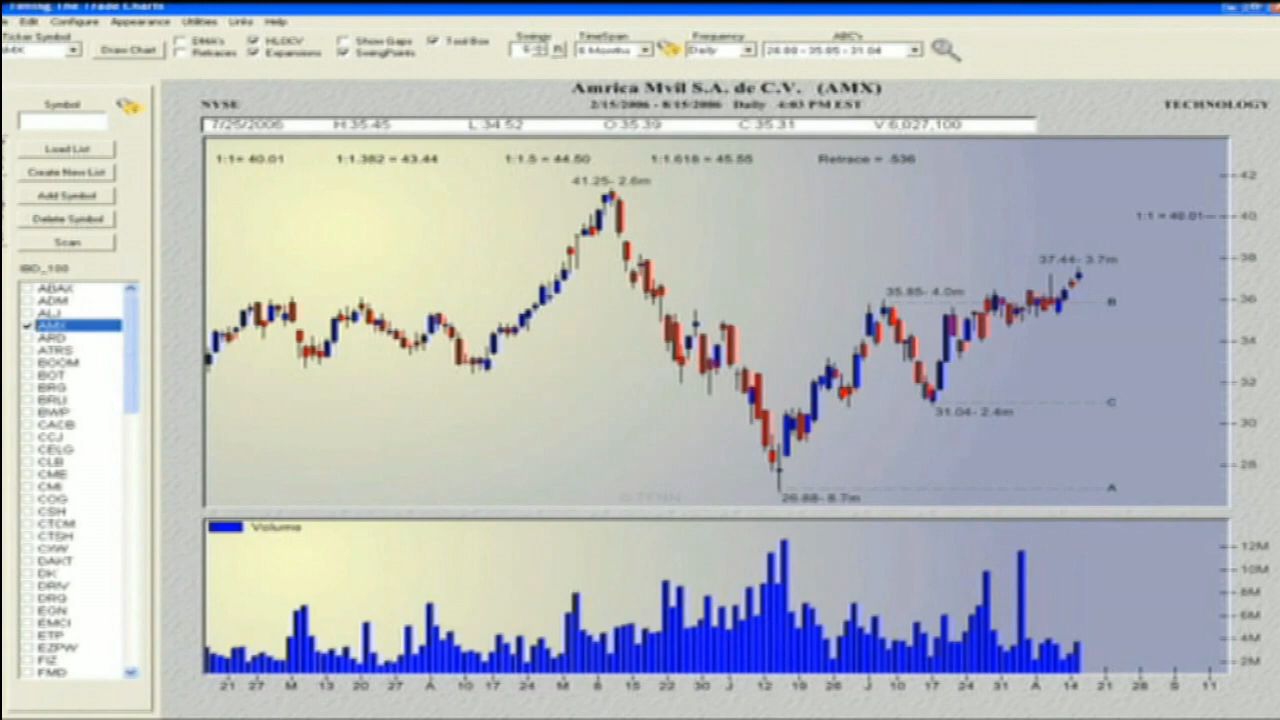 Timing The Trade Charts
Edit Configure Appearance Utilities Links Help
Ticker Symbol
AMX
Draw Chart
DMA's
Retraces
HLOCV
Expansions
Show Gaps
SwingPoints
Tool Box
Swings
TimeSpan
6 Months
Frequency
Daily
ABC's
26.88 - 35.85 - 31.04
Amrica Mvil S.A. de C.V. (AMX)
NYSE
2/15/2006 - 8/15/2006 Daily 4:03 PM EST
TECHNOLOGY
7/25/2006 H:35.45 L:34.52 O:35.39 C:35.31 V:6,027,100
1:1= 40.01 1:1.382 = 43.44 1:1.5 = 44.50 1:1.618 = 45.55 Retrace = .536
41.25- 2.6m
1:1 = 40.01
37.44- 3.7m
35.85- 4.0m
B
31.04- 2.4m
C
26.88- 8.7m
A
42
40
38
36
34
32
30
28
Volume
12M
10M
8M
6M
4M
2M
21 27 M 13 20 27 A 10 17 24 M 8 15 22 30 J 12 19 26 J 10 17 24 31 A 14 21 28 S 11
Symbol
Load List
Create New List
Add Symbol
Delete Symbol
Scan
IBD_100
ABAX
ADM
ALJ
AMX
ARD
ATRS
BOOM
BOT
BRG
BRLI
BWP
CACB
CCJ
CELG
CLB
CME
CMI
COG
CSH
CTCM
CTSH
CXW
DAKT
DK
DRIV
DRQ
EGN
EMCI
ETP
EZPW
FIZ
FMD